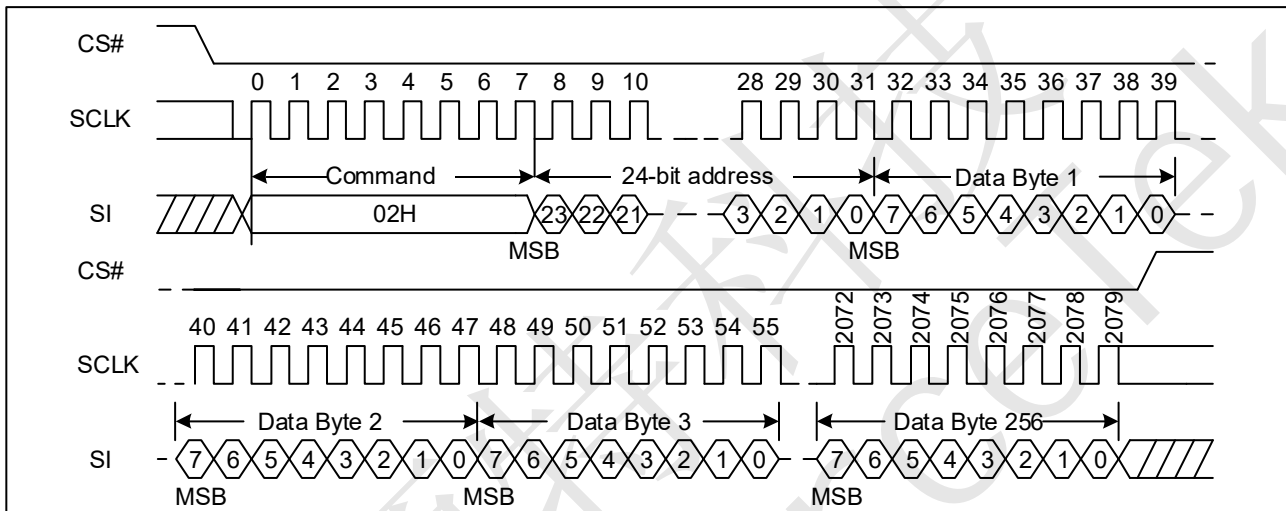 CS#
0 1 2 3 4 5 6 7 8 9 10 28 29 30 31 32 33 34 35 36 37 38 39
SCLK
Command 24-bit address Data Byte 1
SI 02H 23 22 21 3 2 1 0 7 6 5 4 3 2 1 0
MSB MSB
CS#
40 41 42 43 44 45 46 47 48 49 50 51 52 53 54 55 2072 2073 2074 2075 2076 2077 2078 2079
SCLK
Data Byte 2 Data Byte 3 Data Byte 256
SI 7 6 5 4 3 2 1 0 7 6 5 4 3 2 1 0 7 6 5 4 3 2 1 0
MSB MSB MSB